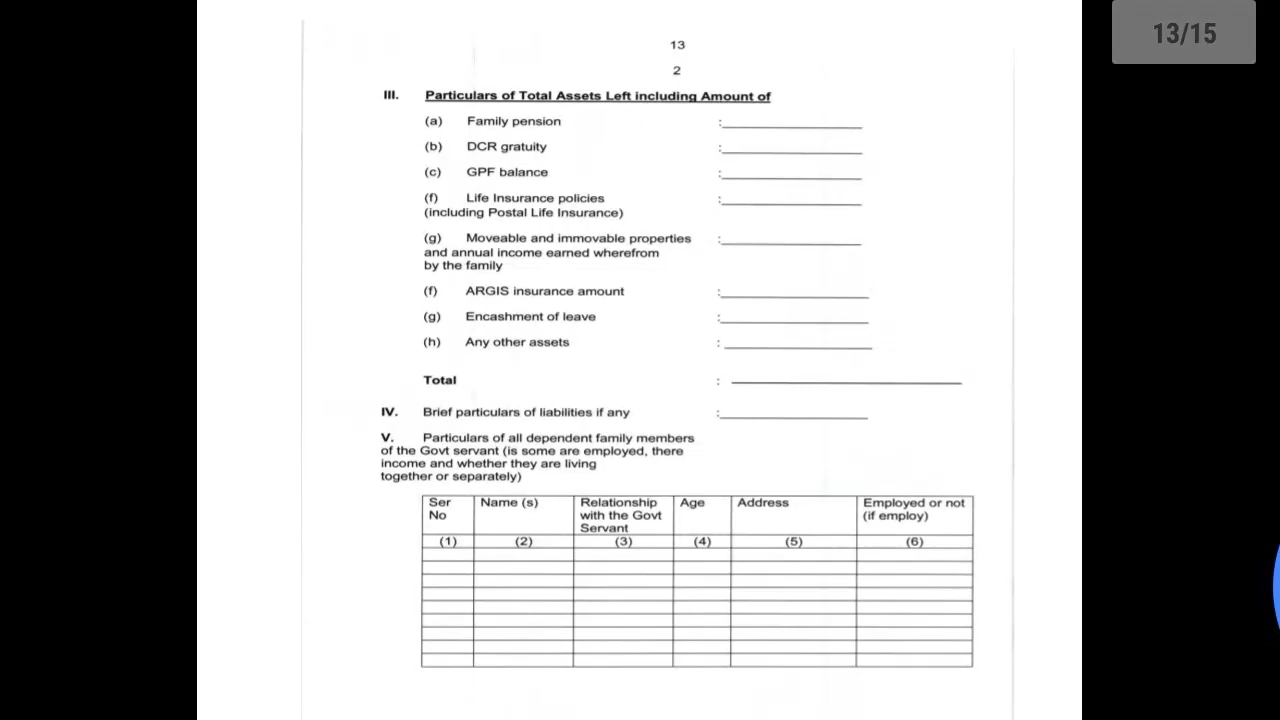 13/15
13
2
III. Particulars of Total Assets Left including Amount of
(a) Family pension :
(b) DCR gratuity :
(c) GPF balance :
(f) Life Insurance policies :
(including Postal Life Insurance)
(g) Moveable and immovable properties :
and annual income earned wherefrom
by the family
(f) ARGIS insurance amount :
(g) Encashment of leave :
(h) Any other assets :
Total :
IV. Brief particulars of liabilities if any :
V. Particulars of all dependent family members
of the Govt servant (is some are employed, there
income and whether they are living
together or separately)
Ser No
Name (s)
Relationship with the Govt Servant
Age
Address
Employed or not (if employ)
(1) (2) (3) (4) (5) (6)